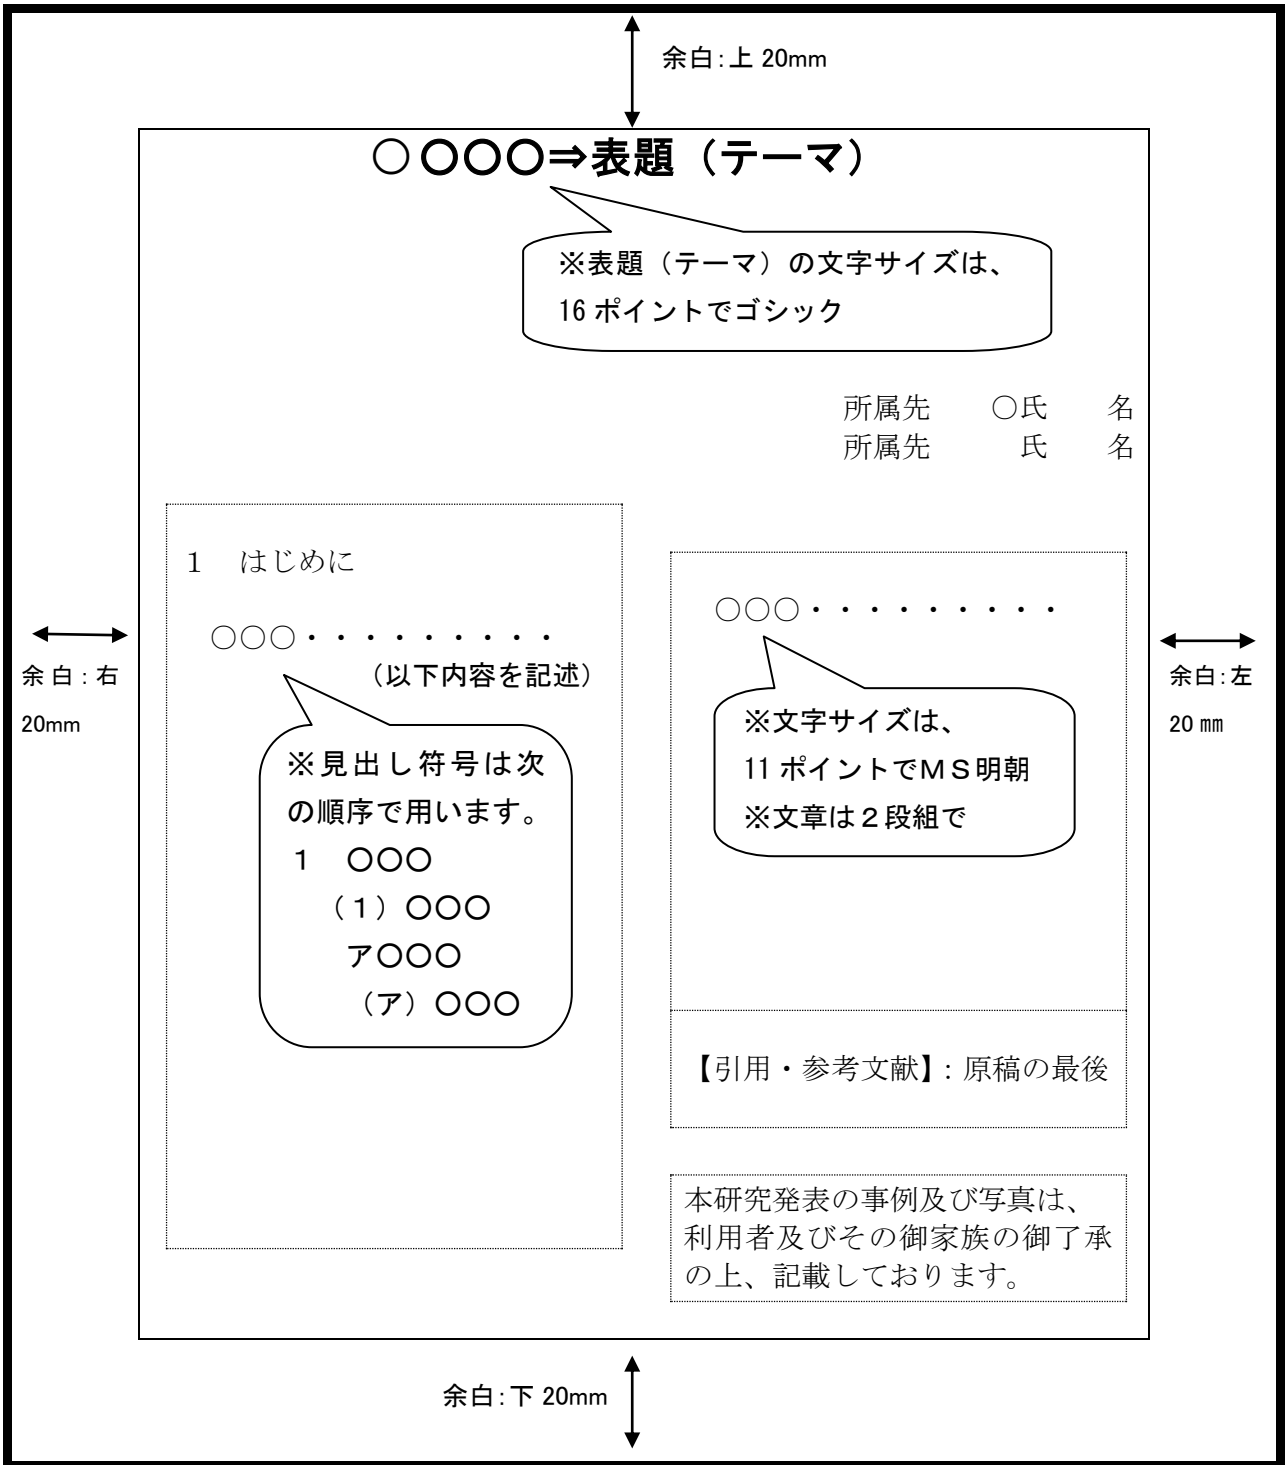 余白：上 20mm
○ ○○○⇒表題（テーマ）
※表題（テーマ）の文字サイズは、
16 ポイントでゴシック
所属先　　○氏　　名
所属先　　　氏　　名
余 白：右
20mm
1　はじめに
○○○・・・・・・・・・
（以下内容を記述）
※見出し符号は次
の順序で用います。
１　○○○
（１）○○○
ア○○○
（ア）○○○
○○○・・・・・・・・・
※文字サイズは、
11 ポイントでＭＳ明朝
※文章は２段組で
【引用・参考文献】：原稿の最後
本研究発表の事例及び写真は、
利用者及びその御家族の御了承
の上、記載しております。
余白：左
20 ㎜
余白：下 20mm